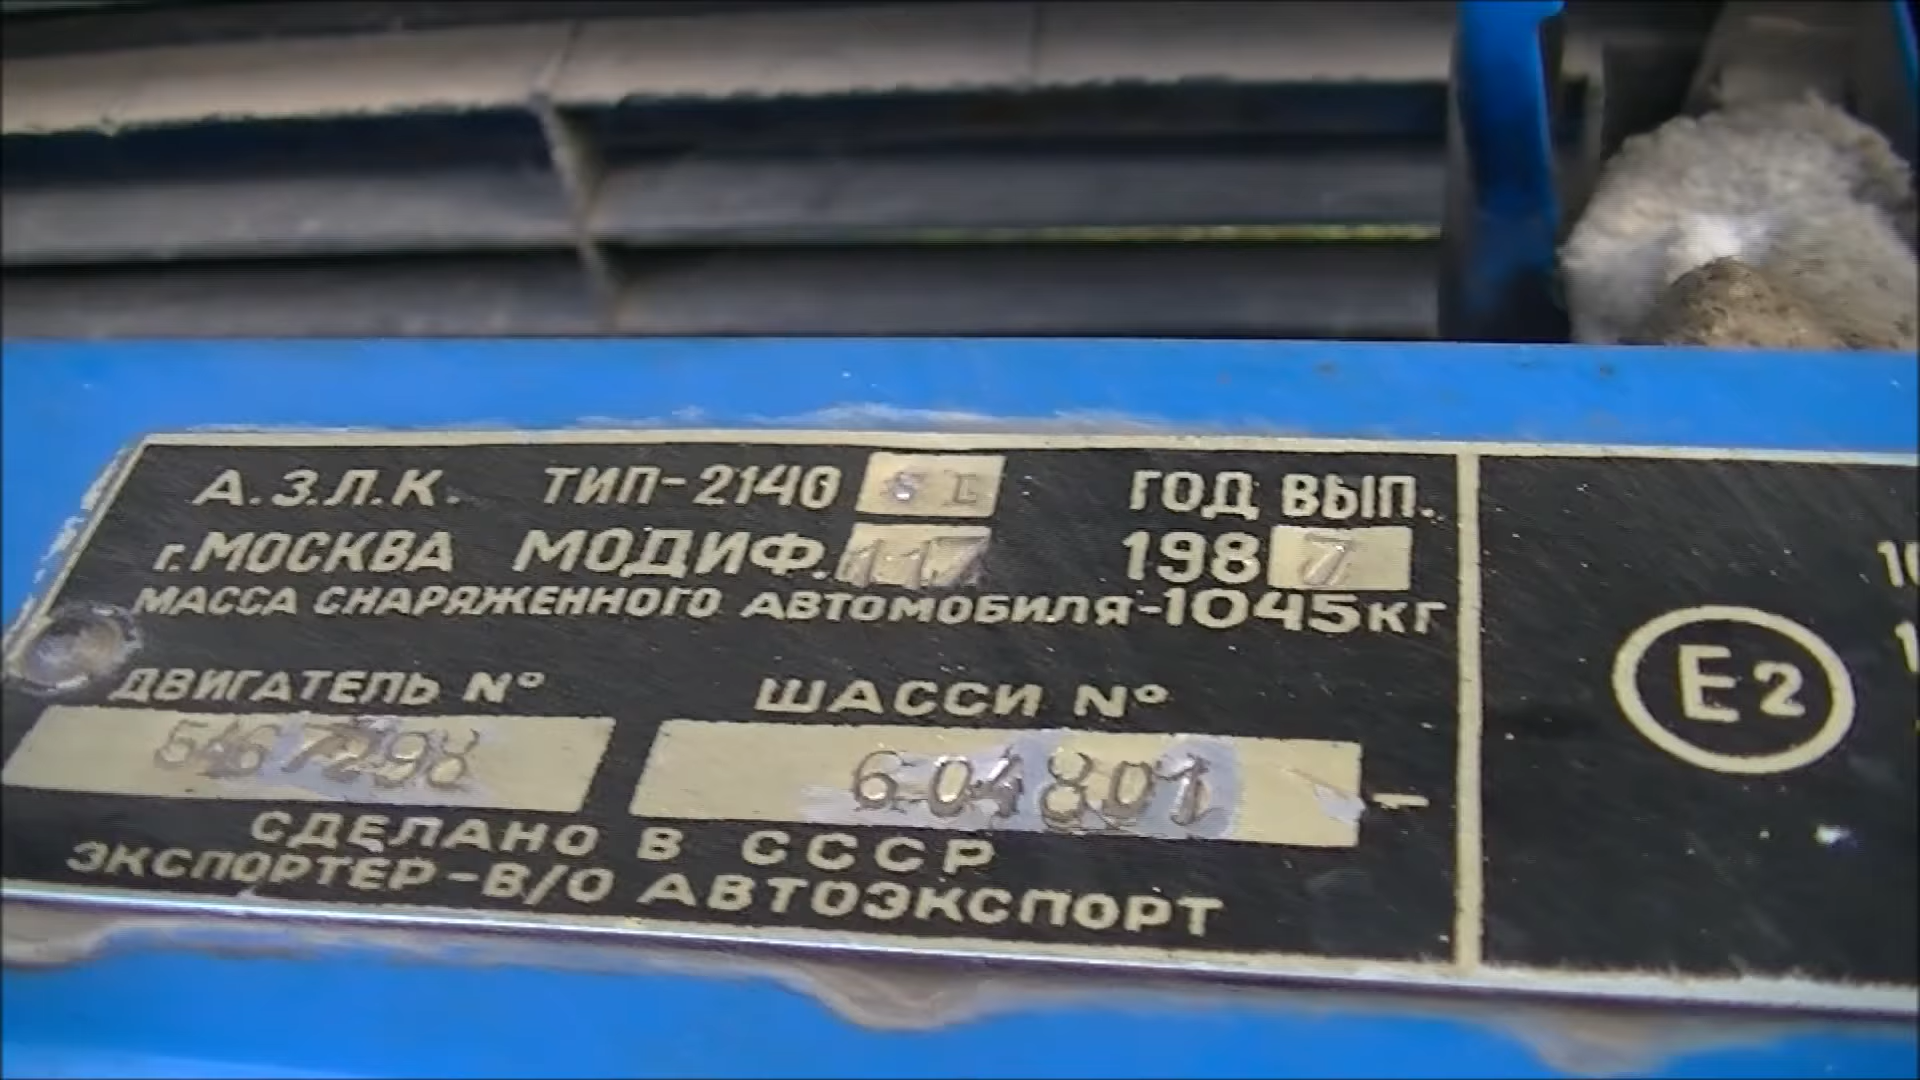 А.З.Л.К. ТИП-2140 SL ГОД ВЫП.
г.МОСКВА МОДИФ. 117 1987
МАССА СНАРЯЖЕННОГО АВТОМОБИЛЯ-1045кг
ДВИГАТЕЛЬ № ШАССИ №
5467298 604801 -
СДЕЛАНО В СССР
ЭКСПОРТЕР-В/О АВТОЭКСПОРТ
E2